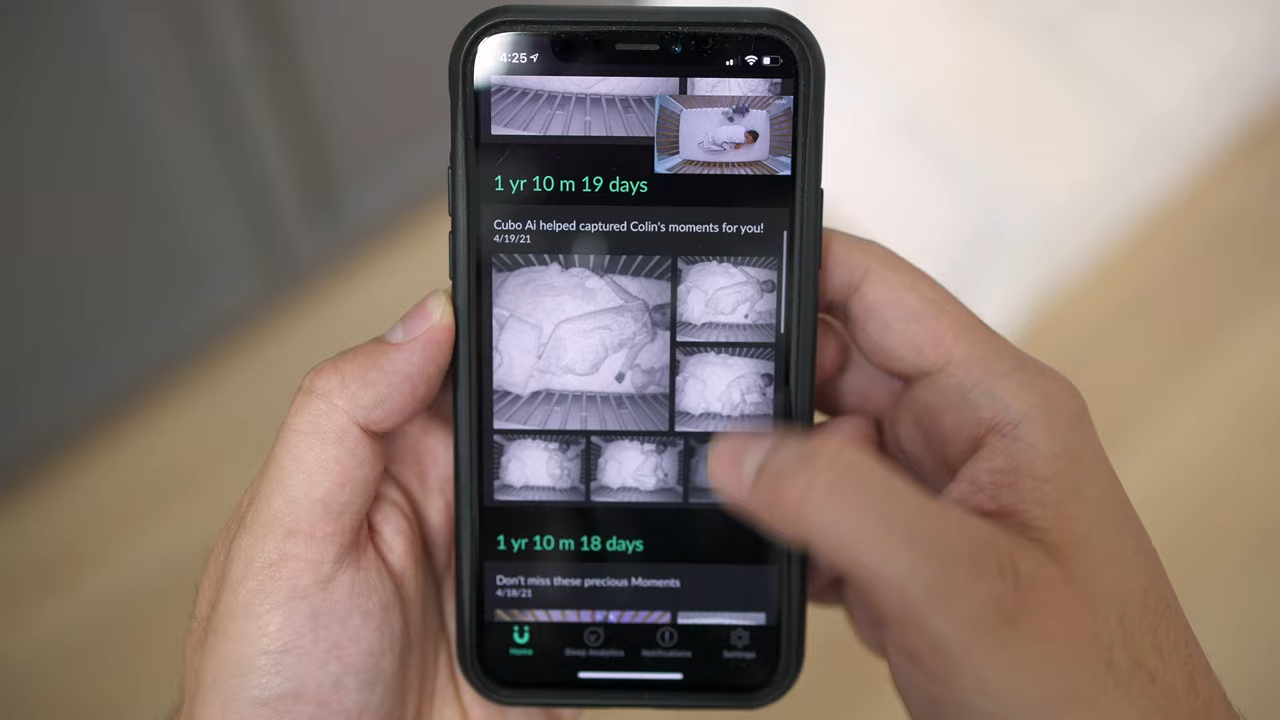 4:25
CuboAi
1 yr 10 m 19 days
Cubo Ai helped captured Colin's moments for you!
4/19/21
1 yr 10 m 18 days
Don't miss these precious Moments
4/18/21
Home
Sleep Analytics
Notifications
Settings